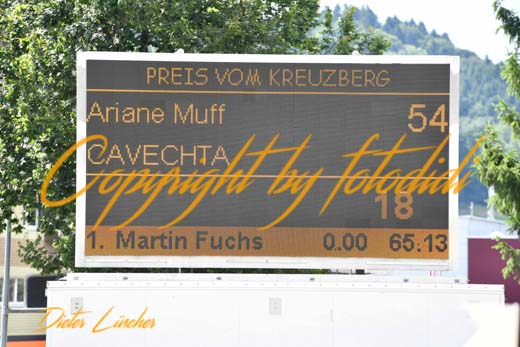 PREIS VOM KREUZBERG
Ariane Muff 54
CAVECHTA
Copyright by fotodidi
18
1. Martin Fuchs 0.00 65.13
Dieter Lüscher